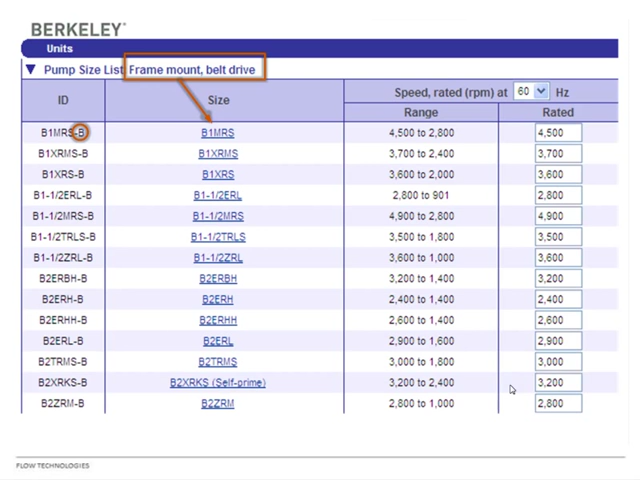 BERKELEY
Units
Pump Size List Frame mount, belt drive
ID Size Speed, rated (rpm) at 60 Hz
Range Rated
B1MRS-B B1MRS 4,500 to 2,800 4,500
B1XRMS-B B1XRMS 3,700 to 2,400 3,700
B1XRS-B B1XRS 3,600 to 2,000 3,600
B1-1/2ERL-B B1-1/2ERL 2,800 to 901 2,800
B1-1/2MRS-B B1-1/2MRS 4,900 to 2,800 4,900
B1-1/2TRLS-B B1-1/2TRLS 3,500 to 1,800 3,500
B1-1/2ZRL-B B1-1/2ZRL 3,600 to 1,000 3,600
B2ERBH-B B2ERBH 3,200 to 1,400 3,200
B2ERH-B B2ERH 2,400 to 1,400 2,400
B2ERHH-B B2ERHH 2,600 to 1,400 2,600
B2ERL-B B2ERL 2,900 to 1,600 2,900
B2TRMS-B B2TRMS 3,000 to 1,800 3,000
B2XRKS-B B2XRKS (Self-prime) 3,200 to 2,400 3,200
B2ZRM-B B2ZRM 2,800 to 1,000 2,800
FLOW TECHNOLOGIES